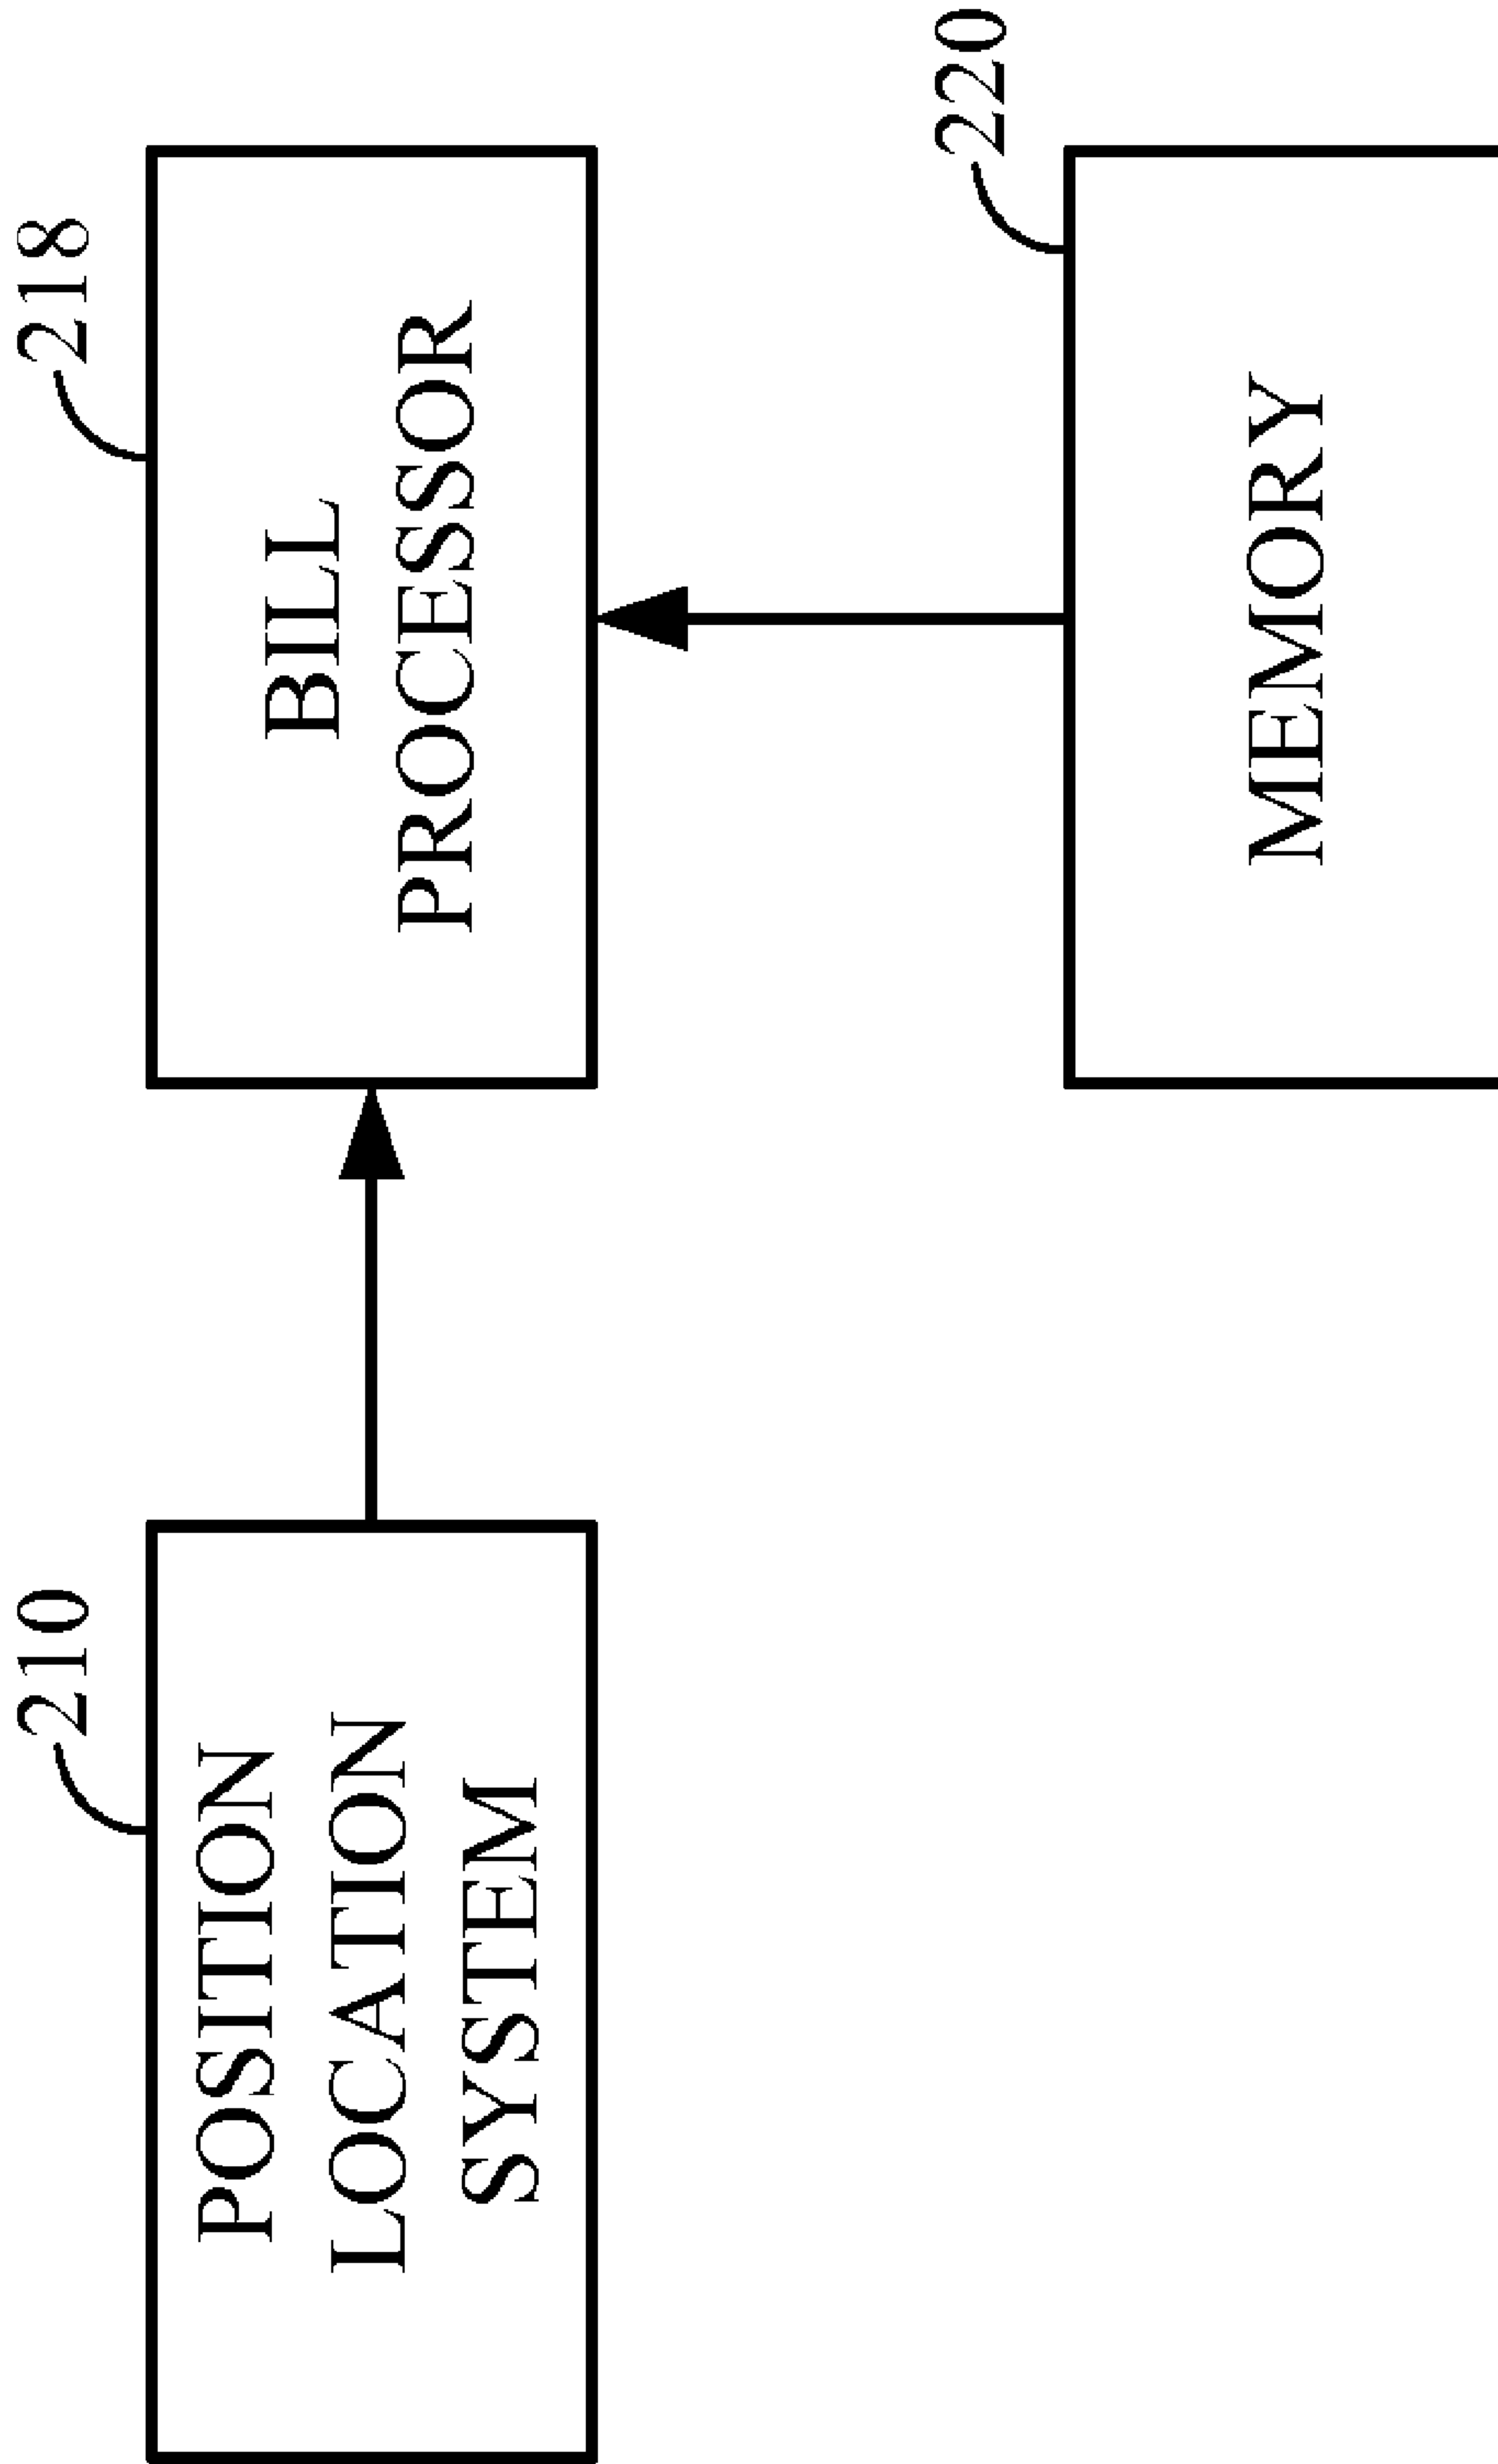 210
POSITION
LOCATION
SYSTEM
218
BILL
PROCESSOR
220
MEMORY